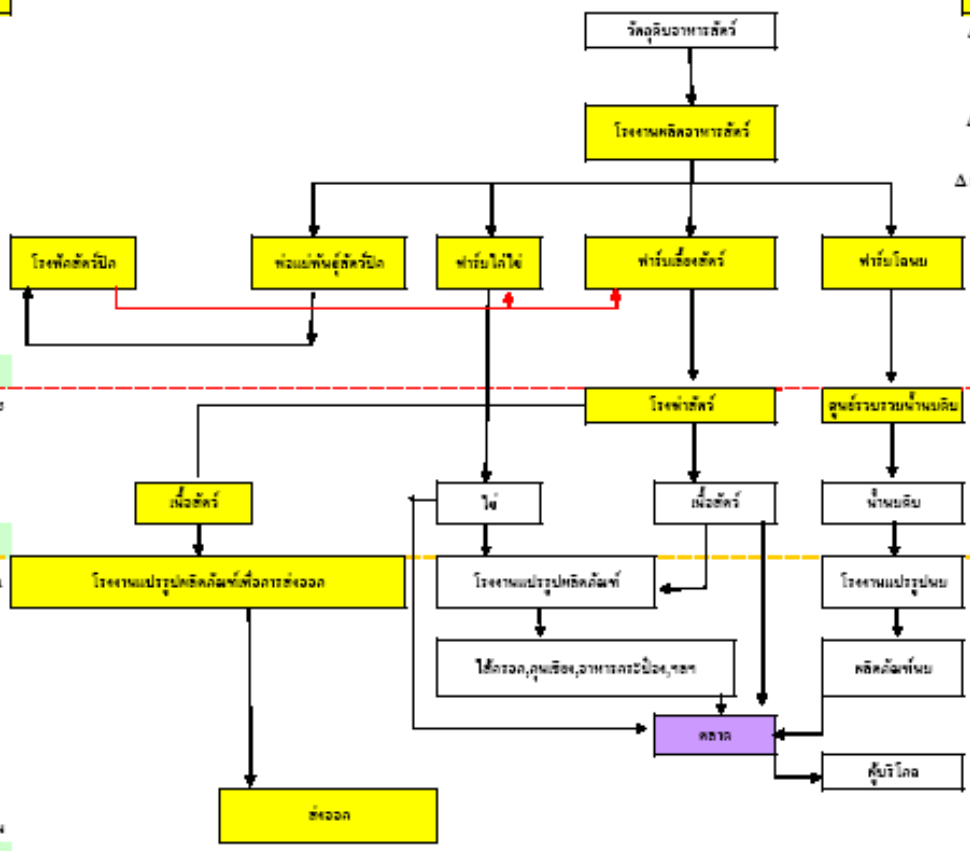 วัตถุดิบอาหารสัตว์
โรงงานผลิตอาหารสัตว์
โรงฟักสัตว์ปีก
พ่อแม่พันธุ์สัตว์ปีก
ฟาร์มไก่ไข่
ฟาร์มเลี้ยงสัตว์
ฟาร์มโคนม
โรงฆ่าสัตว์
ศูนย์รวบรวมน้ำนมดิบ
เนื้อสัตว์
ไข่
เนื้อสัตว์
น้ำนมดิบ
โรงงานแปรรูปผลิตภัณฑ์เพื่อการส่งออก
โรงงานแปรรูปผลิตภัณฑ์
โรงงานแปรรูปนม
ไส้กรอก,กุนเชียง,อาหารกระป๋อง,ฯลฯ
ผลิตภัณฑ์นม
ตลาด
ผู้บริโภค
ส่งออก